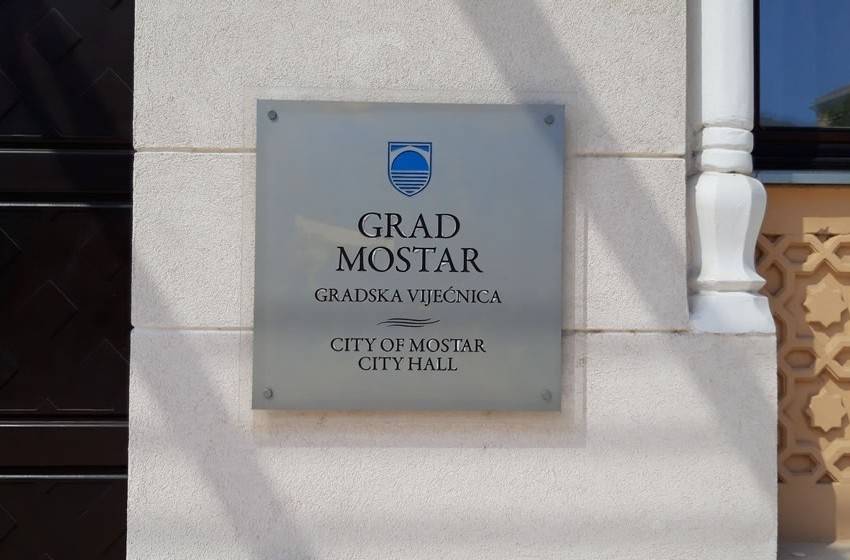 GRAD
MOSTAR
GRADSKA VIJEĆNICA
CITY OF MOSTAR
CITY HALL